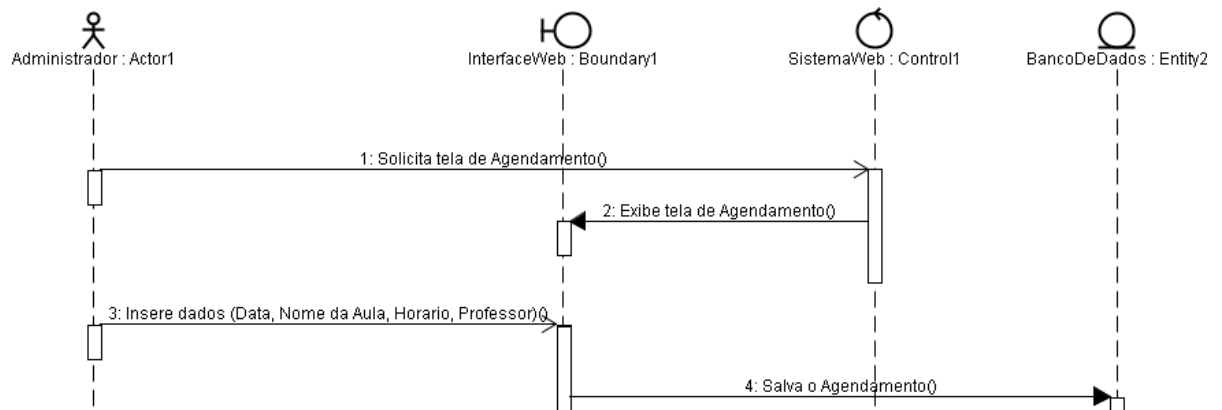 Administrador : Actor1
InterfaceWeb : Boundary1
SistemaWeb : Control1
BancoDeDados : Entity2
1: Solicita tela de Agendamento()
2: Exibe tela de Agendamento()
3: Insere dados (Data, Nome da Aula, Horario, Professor)()
4: Salva o Agendamento()